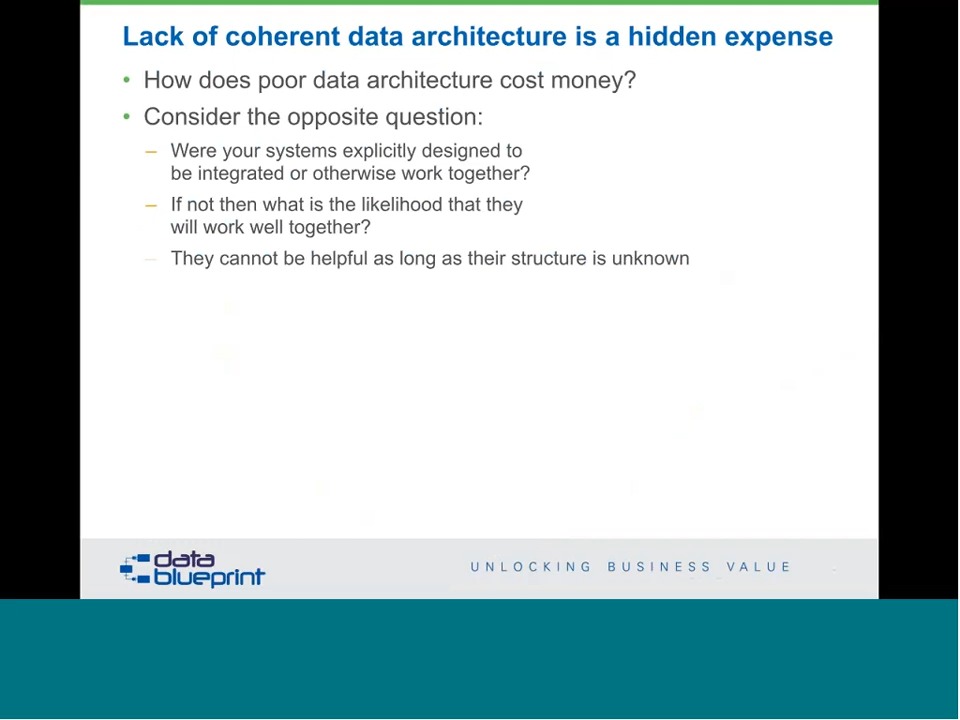 Lack of coherent data architecture is a hidden expense
• How does poor data architecture cost money?
• Consider the opposite question:
– Were your systems explicitly designed to
be integrated or otherwise work together?
– If not then what is the likelihood that they
will work well together?
– They cannot be helpful as long as their structure is unknown
data
blueprint
UNLOCKING BUSINESS VALUE